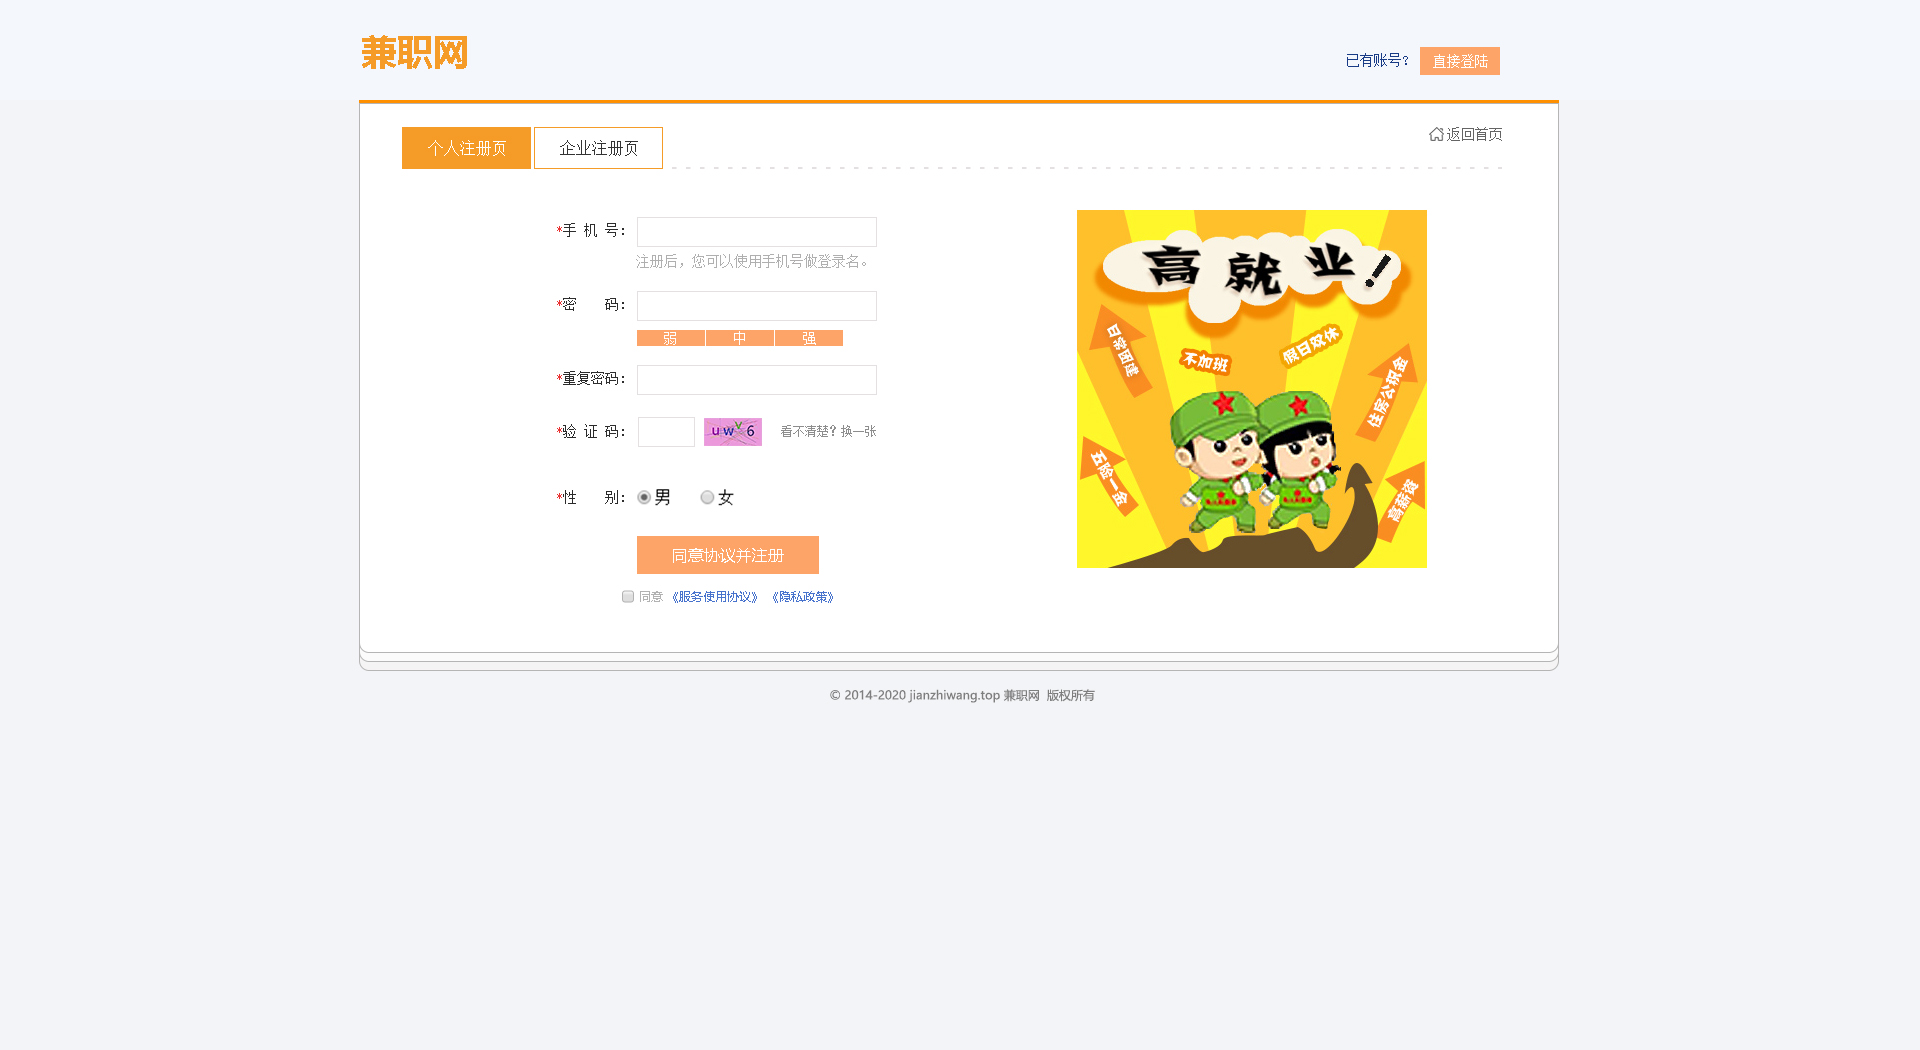 兼职网
已有账号?
直接登陆
个人注册页
企业注册页
返回首页
*手 机 号:
注册后，您可以使用手机号做登录名。
*密 码:
弱 中 强
*重复密码:
*验 证 码:
u w y 6
看不清楚? 换一张
*性 别:
男 女
同意协议并注册
同意 《服务使用协议》 《隐私政策》
高就业!
日常团建
不加班
假日双休
住房公积金
五险一金
高薪资
© 2014-2020 jianzhiwang.top 兼职网 版权所有